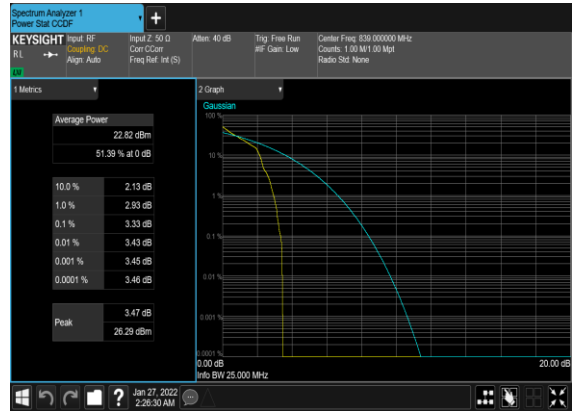 Spectrum Analyzer 1
Power Stat CCDF
KEYSIGHT
RL
Input: RF
Coupling: DC
Align: Auto
Input Z: 50 Ω
Corr CCorr
Freq Ref: Int (S)
Atten: 40 dB
Trig: Free Run
#IF Gain: Low
Center Freq: 839.000000 MHz
Counts: 1.00 M/1.00 Mpt
Radio Std: None
1 Metrics
Average Power
22.82 dBm
51.39 % at 0 dB
10.0 % 2.13 dB
1.0 % 2.93 dB
0.1 % 3.33 dB
0.01 % 3.43 dB
0.001 % 3.45 dB
0.0001 % 3.46 dB
Peak
3.47 dB
26.29 dBm
2 Graph
Gaussian
100 %
10 %
1 %
0.1 %
0.01 %
0.001 %
0.0001 %
0.00 dB 20.00 dB
Info BW 25.000 MHz
Jan 27, 2022
2:26:30 AM